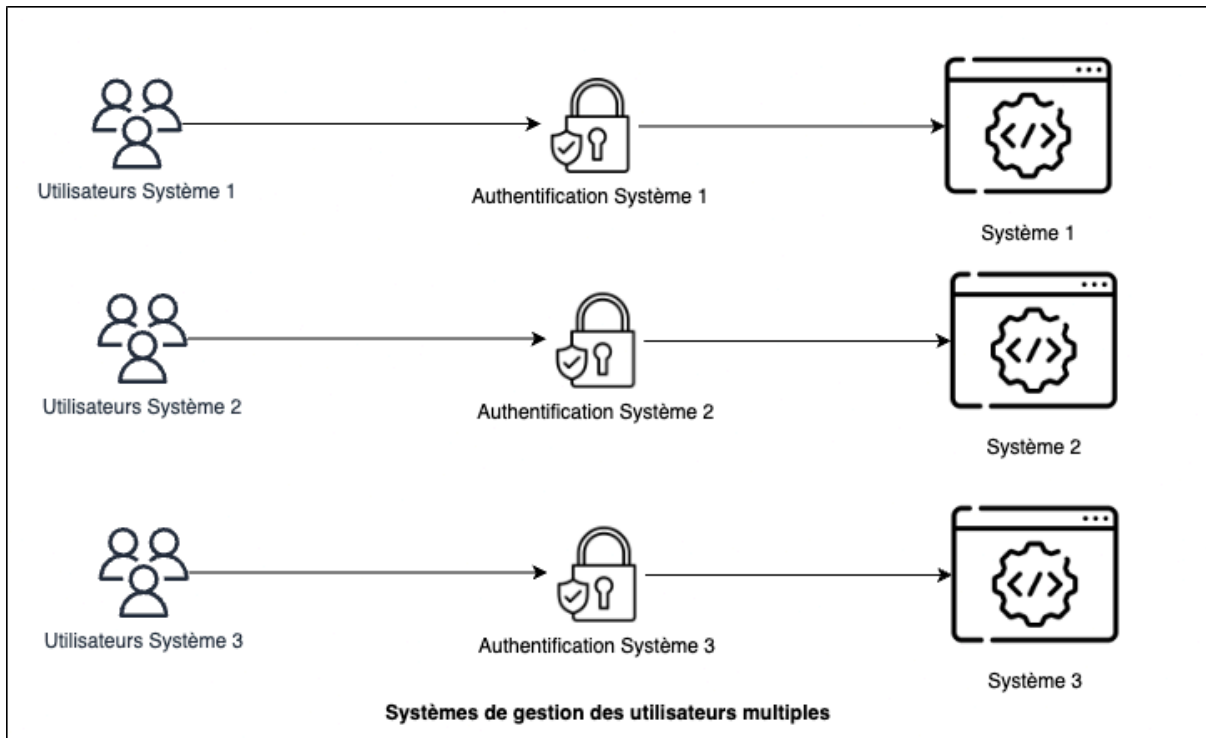 Utilisateurs Système 1
Authentification Système 1
Système 1
Utilisateurs Système 2
Authentification Système 2
Système 2
Utilisateurs Système 3
Authentification Système 3
Système 3
Systèmes de gestion des utilisateurs multiples